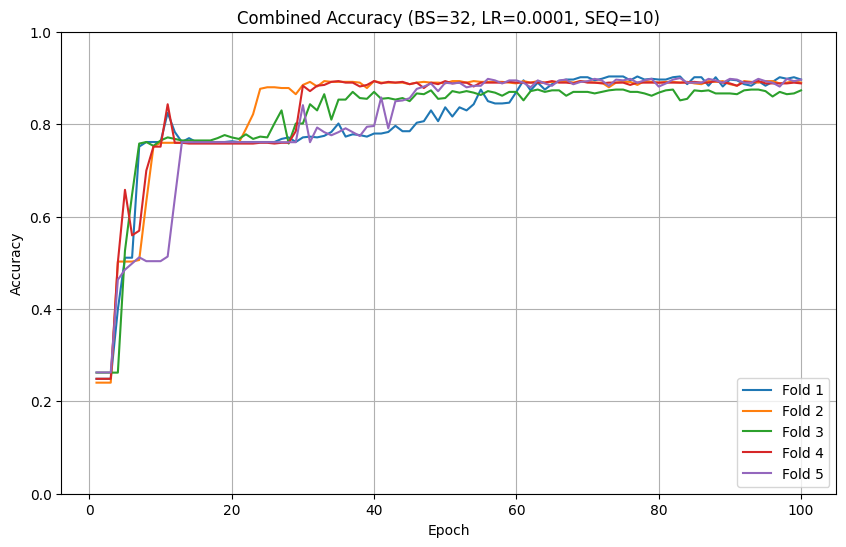 Combined Accuracy (BS=32, LR=0.0001, SEQ=10)
1.0
0.8
0.6
0.4
0.2
0.0
Accuracy
0 20 40 60 80 100
Epoch
Fold 1
Fold 2
Fold 3
Fold 4
Fold 5